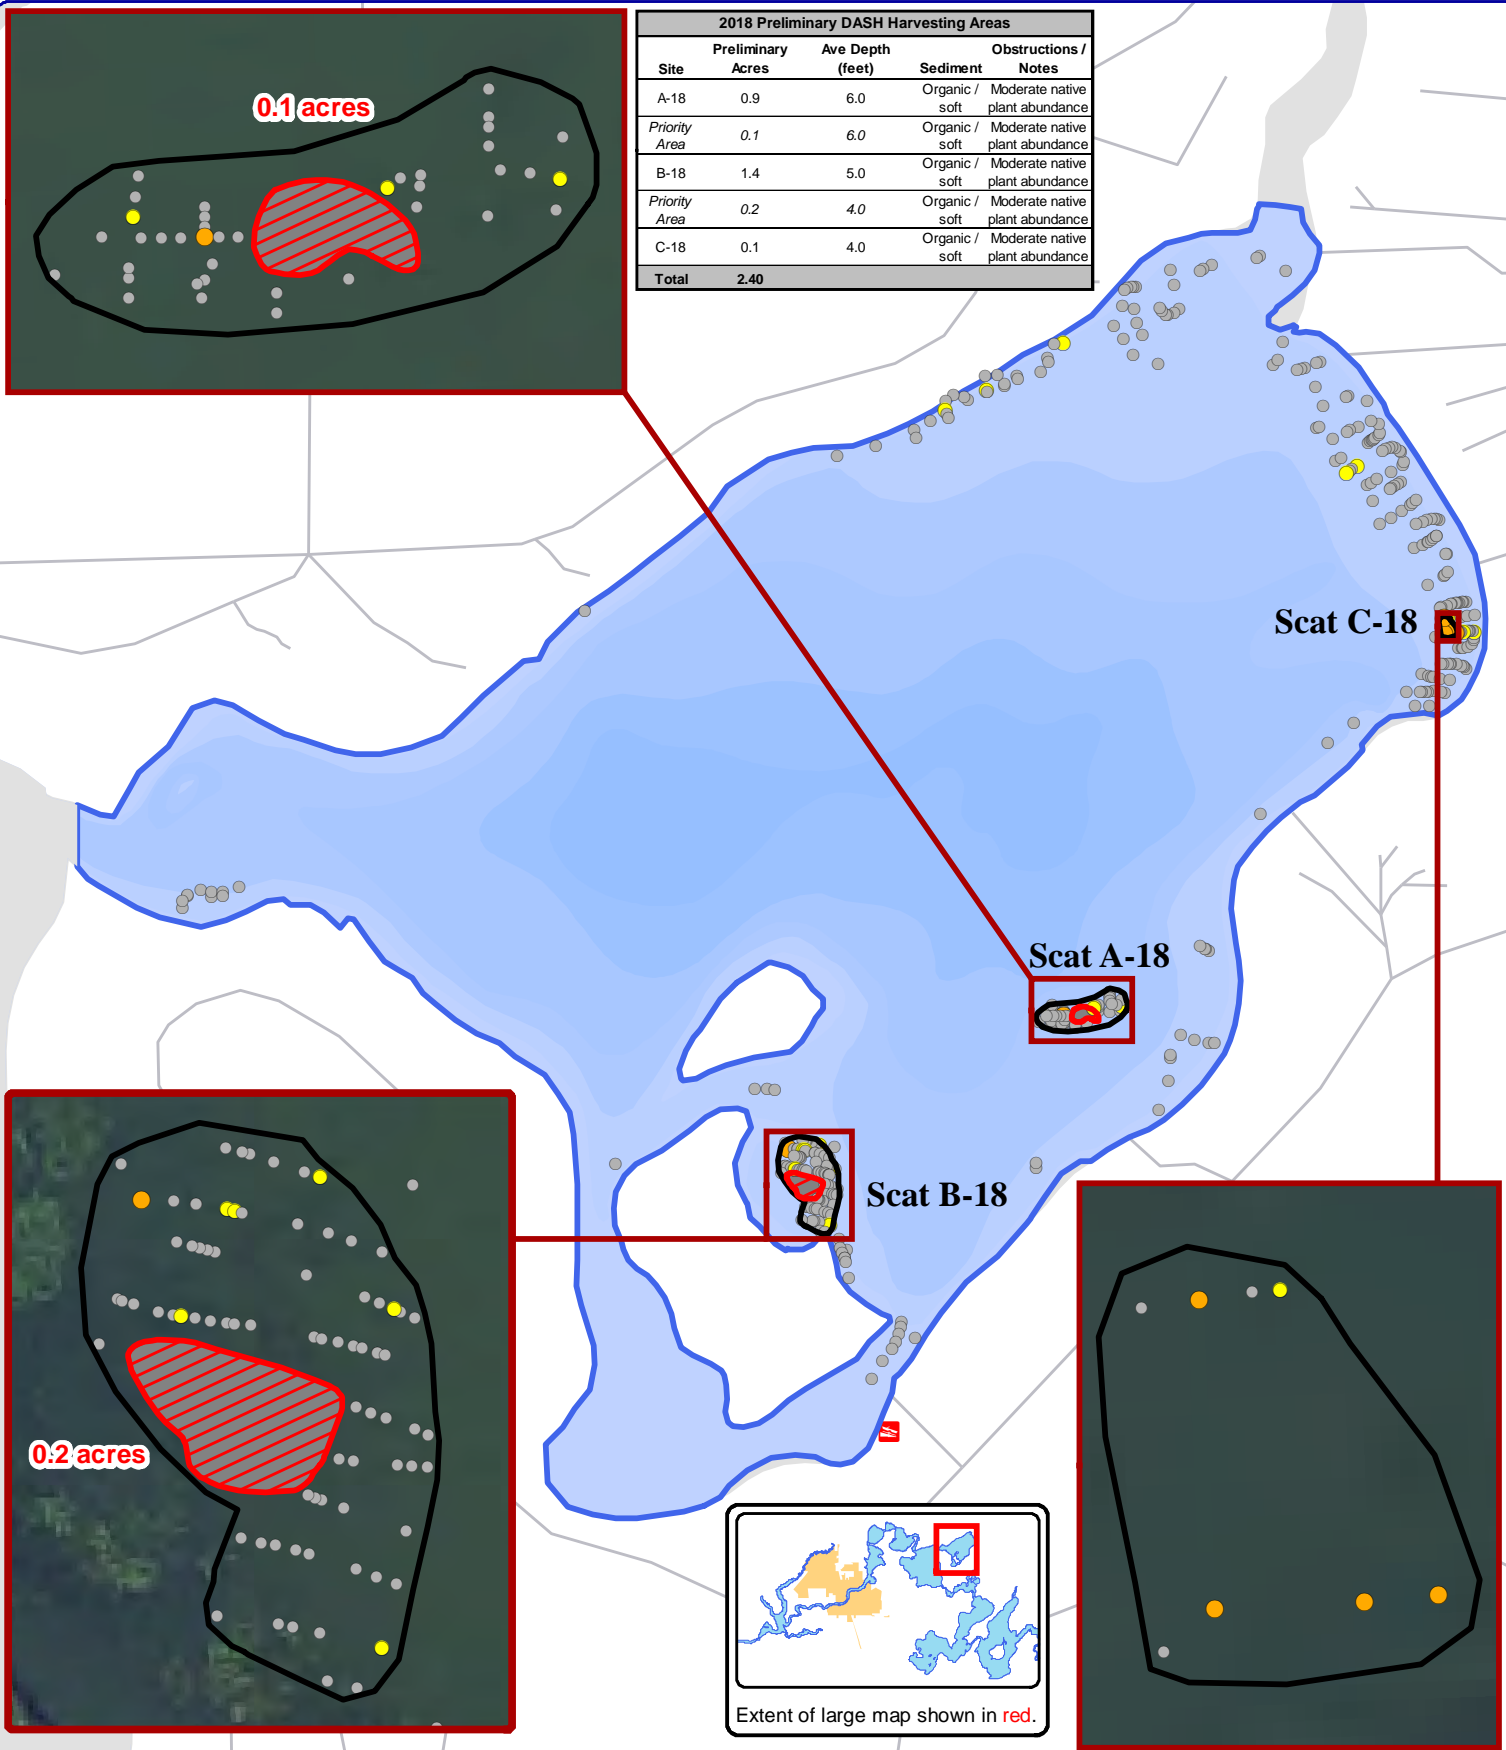 2018 Preliminary DASH Harvesting Areas
Site Preliminary Acres Ave Depth (feet) Sediment Obstructions / Notes
A-18 0.9 6.0 Organic / soft Moderate native plant abundance
Priority Area 0.1 6.0 Organic / soft Moderate native plant abundance
B-18 1.4 5.0 Organic / soft Moderate native plant abundance
Priority Area 0.2 4.0 Organic / soft Moderate native plant abundance
C-18 0.1 4.0 Organic / soft Moderate native plant abundance
Total 2.40
0.1 acres
Scat C-18
Scat A-18
Scat B-18
0.2 acres
Extent of large map shown in red.